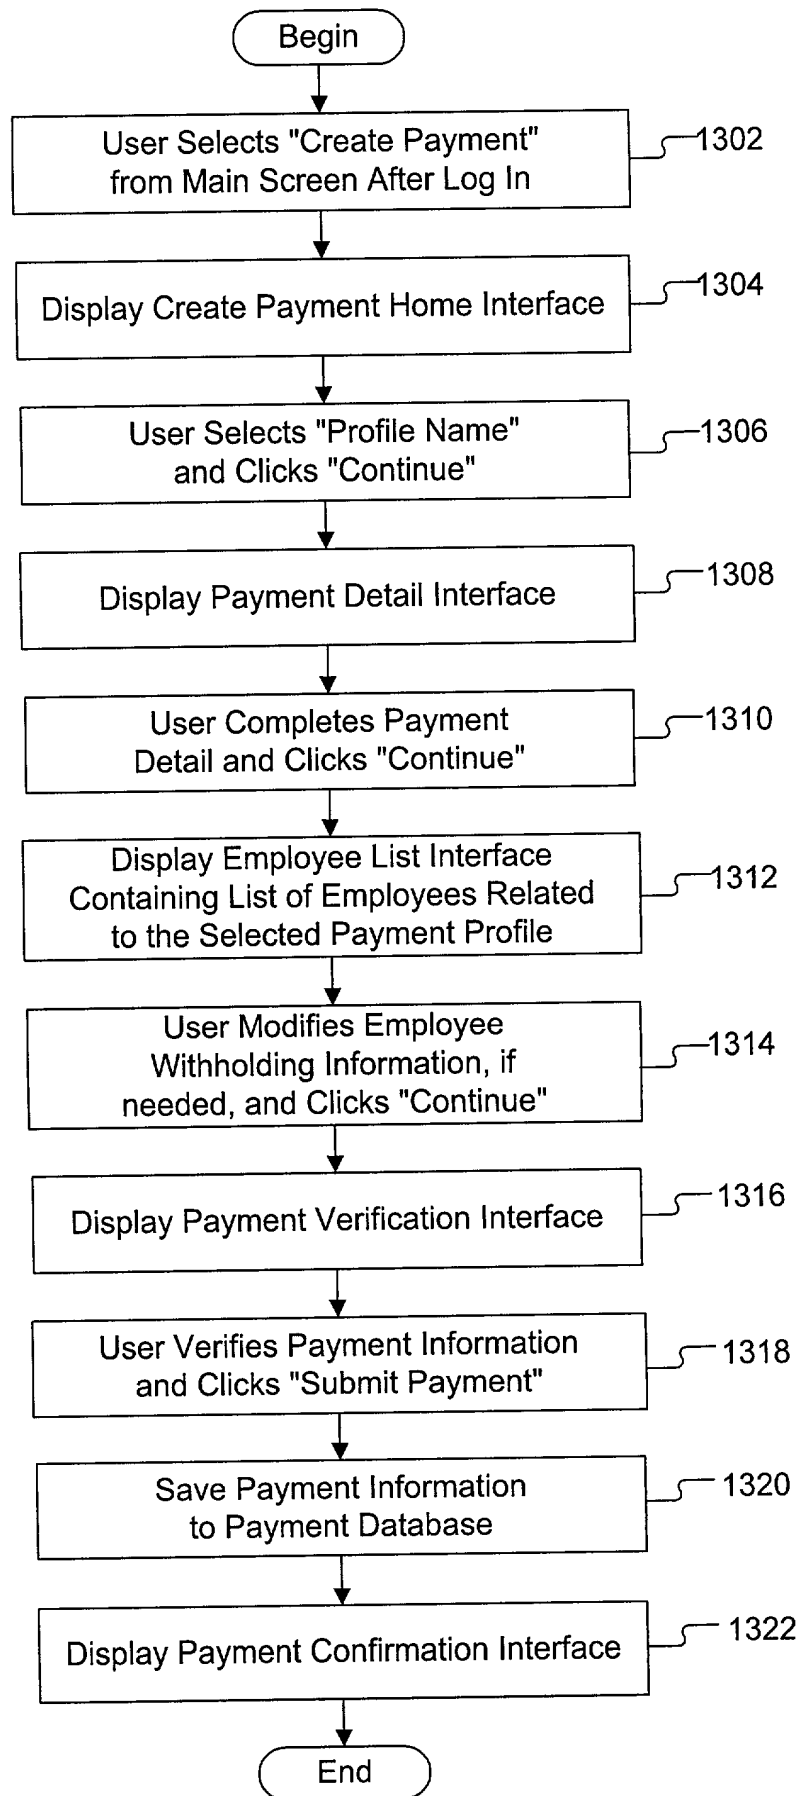 Begin
User Selects "Create Payment"
from Main Screen After Log In
1302
Display Create Payment Home Interface
1304
User Selects "Profile Name"
and Clicks "Continue"
1306
Display Payment Detail Interface
1308
User Completes Payment
Detail and Clicks "Continue"
1310
Display Employee List Interface
Containing List of Employees Related
to the Selected Payment Profile
1312
User Modifies Employee
Withholding Information, if
needed, and Clicks "Continue"
1314
Display Payment Verification Interface
1316
User Verifies Payment Information
and Clicks "Submit Payment"
1318
Save Payment Information
to Payment Database
1320
Display Payment Confirmation Interface
1322
End